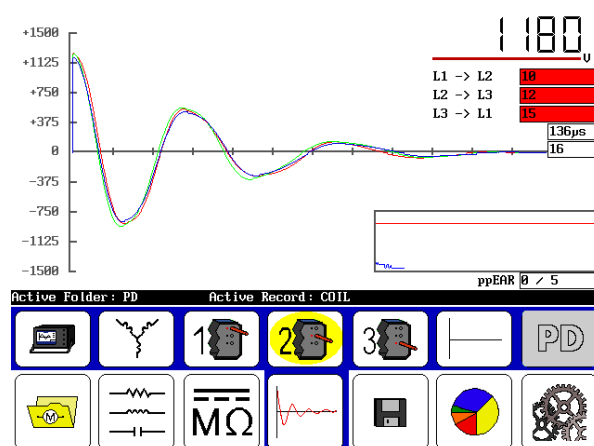 1180
V
+1500
+1125
+750
+375
0
-375
-750
-1125
-1500
L1 -> L2 10
L2 -> L3 12
L3 -> L1 15
136µs
16
ppEAR 0 / 5
Active Folder: PD Active Record: COIL
1 2 3 PD
M MΩ